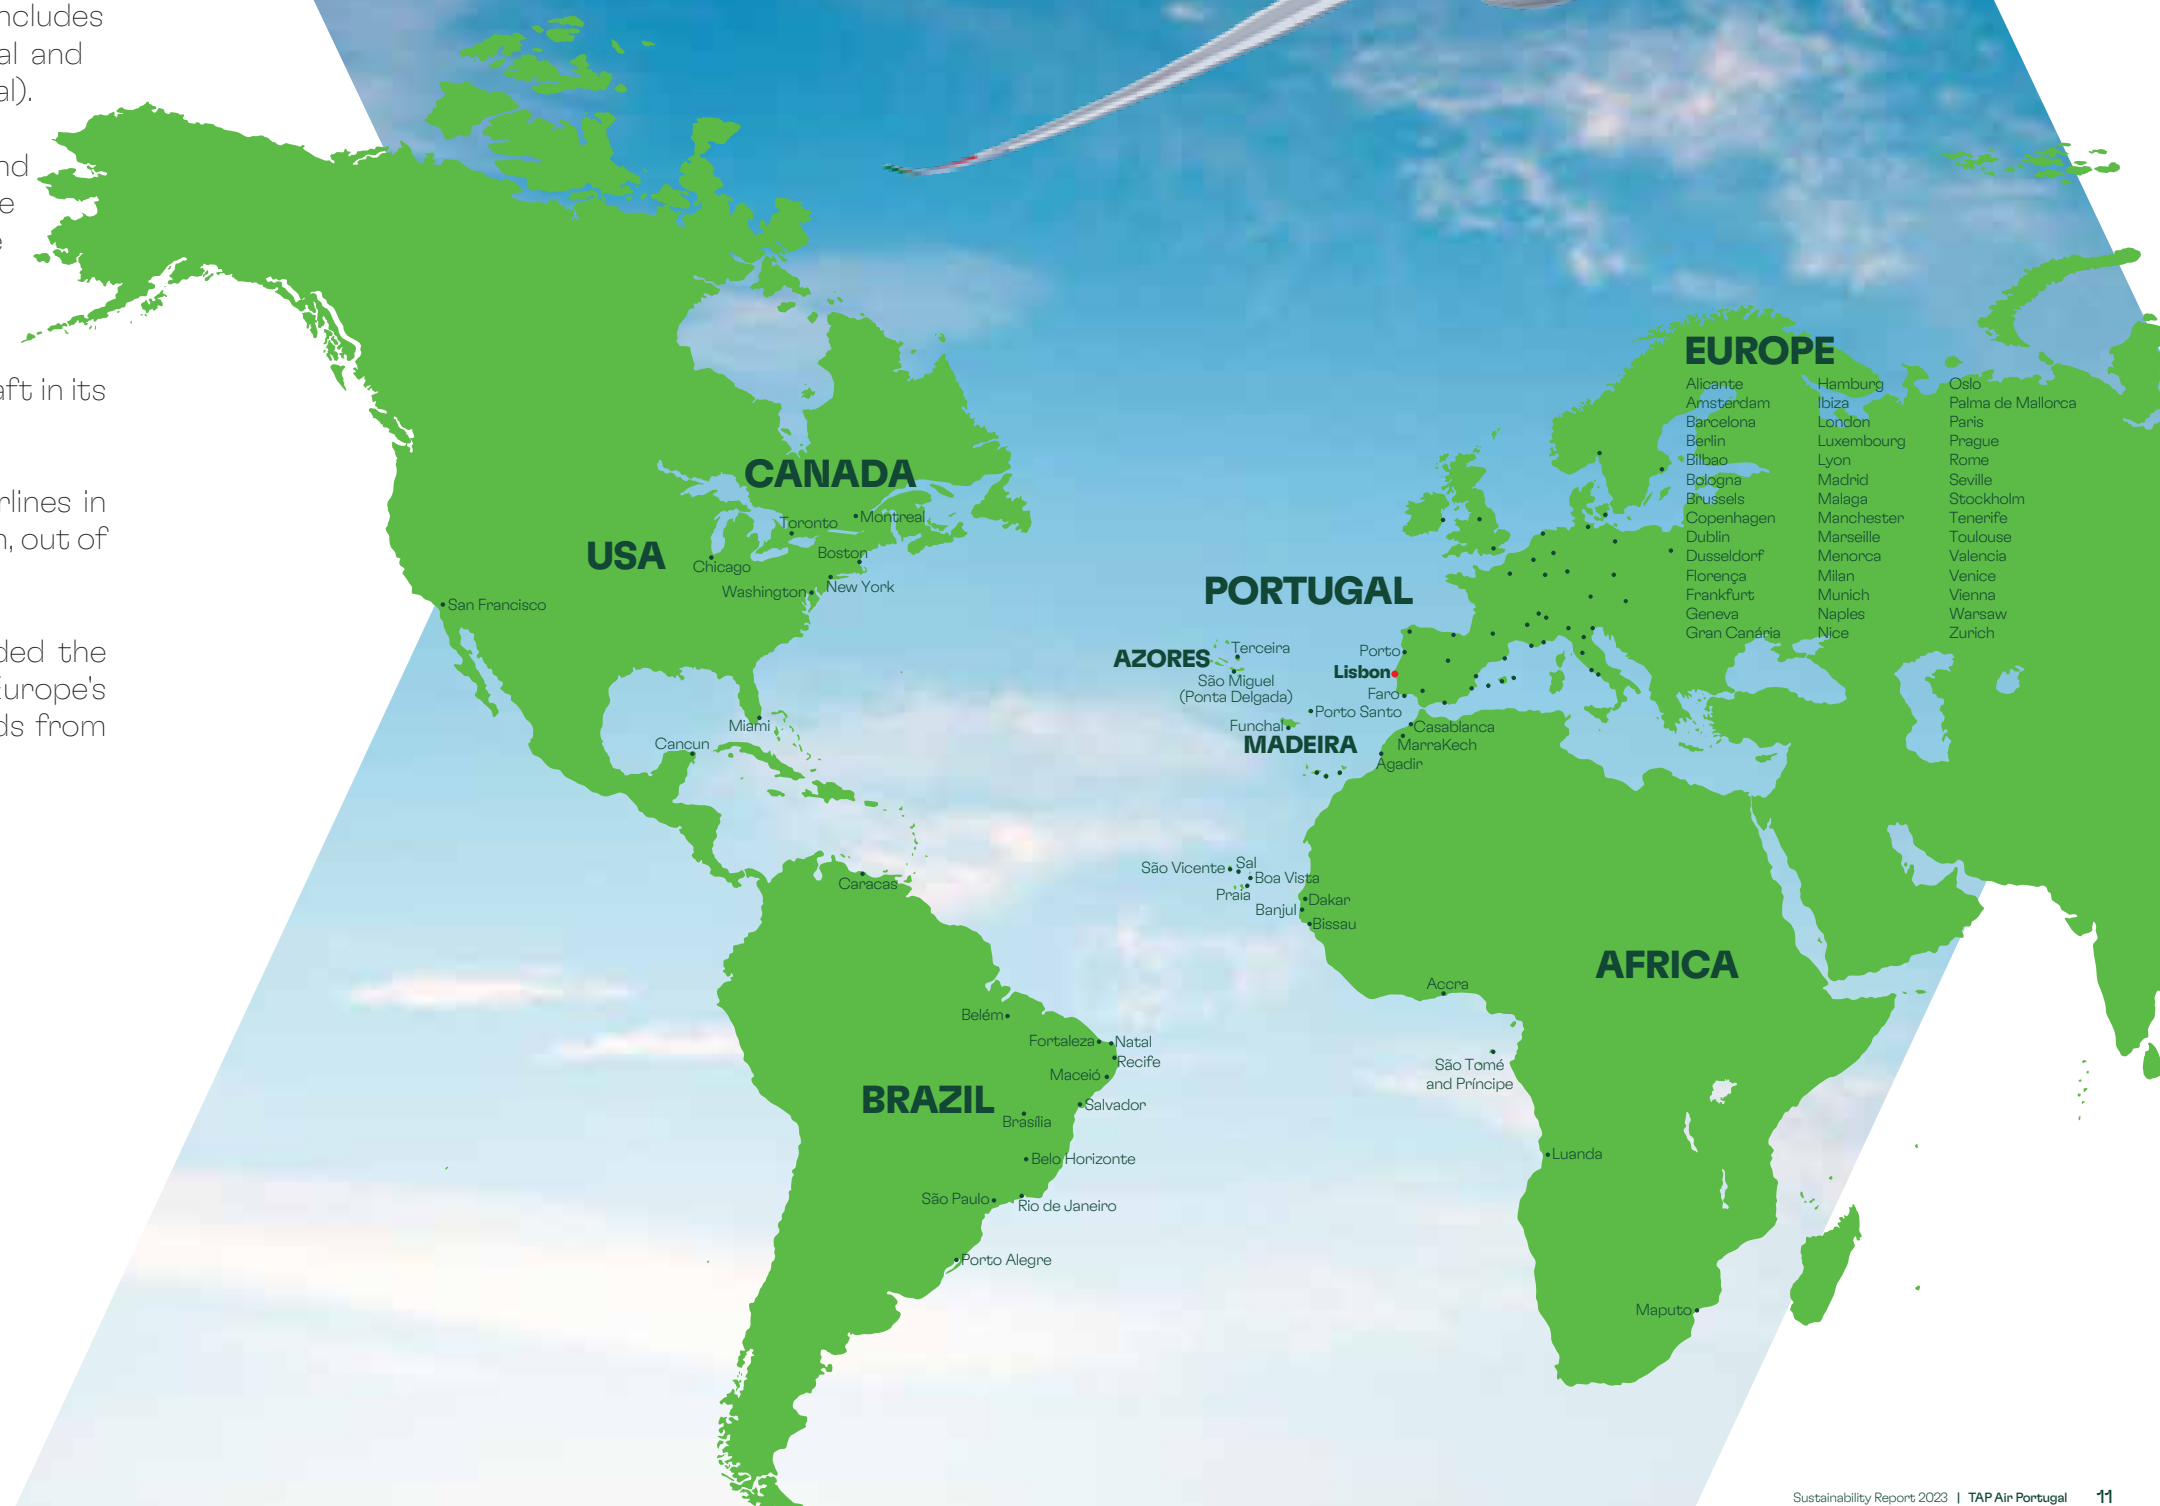 ncludes
al and
al).
nd
e
e
aft in its
rlines in
n, out of
ded the
Europe's
ds from
CANADA
Toronto
Montreal
USA
Chicago
Boston
New York
Washington
San Francisco
Miami
Cancun
Caracas
PORTUGAL
AZORES
Terceira
São Miguel
(Ponta Delgada)
Porto
Lisbon
Faro
Porto Santo
Funchal
MADEIRA
Casablanca
MarraKech
Agadir
EUROPE
Alicante
Amsterdam
Barcelona
Berlin
Bilbao
Bologna
Brussels
Copenhagen
Dublin
Dusseldorf
Florença
Frankfurt
Geneva
Gran Canária
Hamburg
Ibiza
London
Luxembourg
Lyon
Madrid
Malaga
Manchester
Marseille
Menorca
Milan
Munich
Naples
Nice
Oslo
Palma de Mallorca
Paris
Prague
Rome
Seville
Stockholm
Tenerife
Toulouse
Valencia
Venice
Vienna
Warsaw
Zurich
São Vicente
Sal
Boa Vista
Praia
Dakar
Banjul
Bissau
AFRICA
Accra
São Tomé
and Príncipe
Luanda
Maputo
BRAZIL
Belém
Fortaleza
Natal
Recife
Maceió
Salvador
Brasília
Belo Horizonte
São Paulo
Rio de Janeiro
Porto Alegre
Sustainability Report 2023 | TAP Air Portugal 11